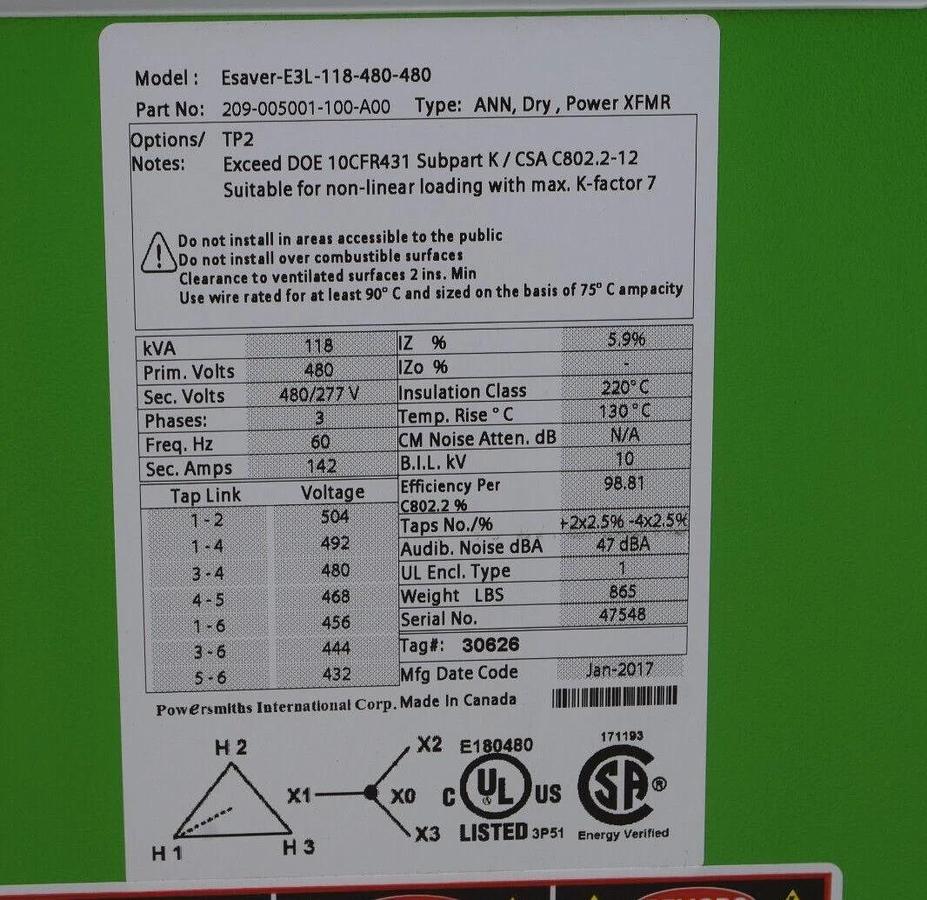 Model : Esaver-E3L-118-480-480
Part No: 209-005001-100-A00 Type: ANN, Dry , Power XFMR
Options/ TP2
Notes: Exceed DOE 10CFR431 Subpart K / CSA C802.2-12
Suitable for non-linear loading with max. K-factor 7
Do not install in areas accessible to the public
Do not install over combustible surfaces
Clearance to ventilated surfaces 2 ins. Min
Use wire rated for at least 90° C and sized on the basis of 75° C ampacity
kVA 118
Prim. Volts 480
Sec. Volts 480/277 V
Phases: 3
Freq. Hz 60
Sec. Amps 142
Tap Link Voltage
1 - 2 504
1 - 4 492
3 - 4 480
4 - 5 468
1 - 6 456
3 - 6 444
5 - 6 432
IZ % 5.9%
IZo % -
Insulation Class 220°C
Temp. Rise °C 130°C
CM Noise Atten. dB N/A
B.I.L. kV 10
Efficiency Per
C802.2 % 98.81
Taps No./% +2x2.5% -4x2.5%
Audib. Noise dBA 47 dBA
UL Encl. Type 1
Weight LBS 865
Serial No. 47548
Tag#: 30626
Mfg Date Code Jan-2017
Powersmiths International Corp. Made In Canada
H 2
H 1
H 3
X2
X1
X0
X3
E180480
C UL US
LISTED 3P51
171193
SA ®
Energy Verified